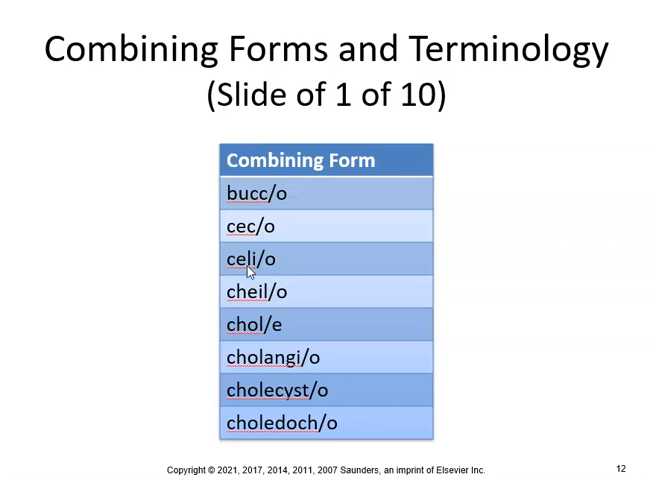 Combining Forms and Terminology
(Slide of 1 of 10)
Combining Form
bucc/o
cec/o
celi/o
cheil/o
chol/e
cholangi/o
cholecyst/o
choledoch/o
Copyright © 2021, 2017, 2014, 2011, 2007 Saunders, an imprint of Elsevier Inc.
12